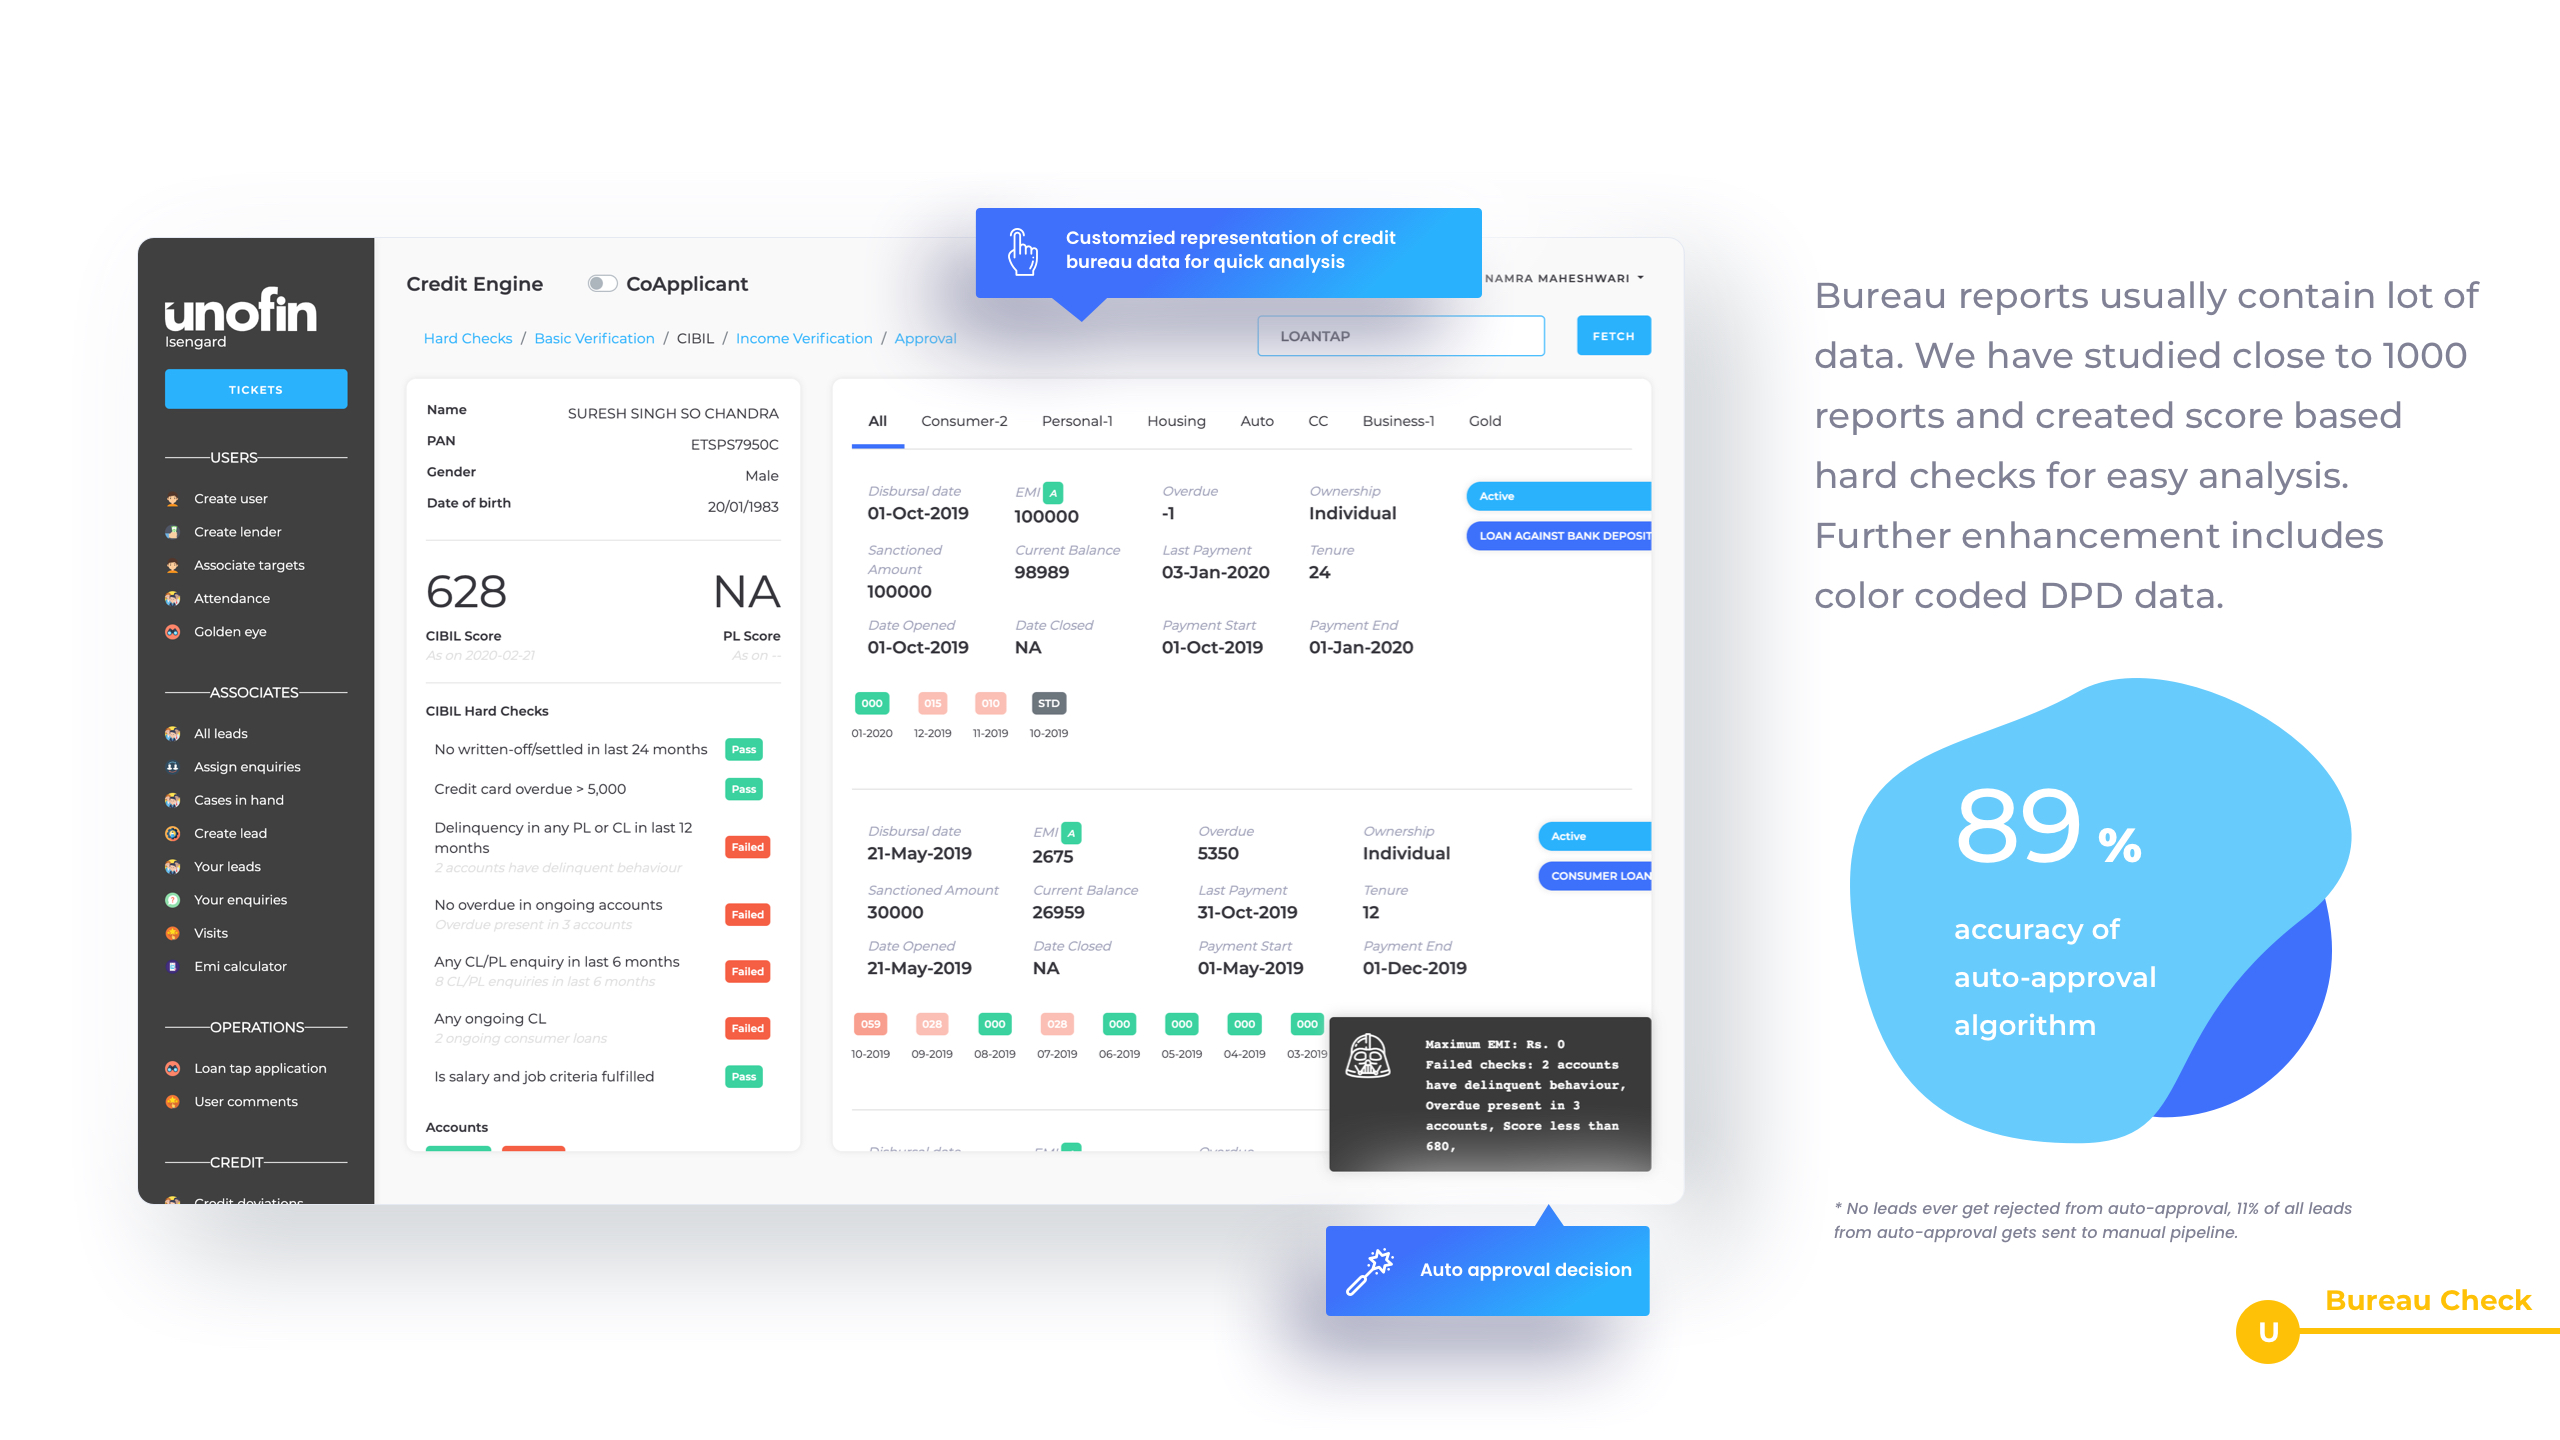 unofin
Isengard
TICKETS
USERS
Create user
Create lender
Associate targets
Attendance
Golden eye
ASSOCIATES
All leads
Assign enquiries
Cases in hand
Create lead
Your leads
Your enquiries
Visits
Emi calculator
OPERATIONS
Loan tap application
User comments
CREDIT
Credit deviations
Credit Engine CoApplicant
Customzied representation of credit
bureau data for quick analysis
NAMRA MAHESHWARI
Hard Checks / Basic Verification / CIBIL / Income Verification / Approval
LOANTAP FETCH
Name SURESH SINGH SO CHANDRA
PAN ETSPS7950C
Gender Male
Date of birth 20/01/1983
628 NA
CIBIL Score PL Score
As on 2020-02-21 As on --
CIBIL Hard Checks
No written-off/settled in last 24 months Pass
Credit card overdue > 5,000 Pass
Delinquency in any PL or CL in last 12
months Failed
2 accounts have delinquent behaviour
No overdue in ongoing accounts Failed
Overdue present in 3 accounts
Any CL/PL enquiry in last 6 months Failed
8 CL/PL enquiries in last 6 months
Any ongoing CL Failed
2 ongoing consumer loans
Is salary and job criteria fulfilled Pass
Accounts
All Consumer-2 Personal-1 Housing Auto CC Business-1 Gold
Disbursal date EMI A Overdue Ownership Active
01-Oct-2019 100000 -1 Individual
LOAN AGAINST BANK DEPOSIT
Sanctioned Current Balance Last Payment Tenure
Amount 98989 03-Jan-2020 24
100000
Date Opened Date Closed Payment Start Payment End
01-Oct-2019 NA 01-Oct-2019 01-Jan-2020
000 015 010 STD
01-2020 12-2019 11-2019 10-2019
Disbursal date EMI A Overdue Ownership Active
21-May-2019 2675 5350 Individual
CONSUMER LOAN
Sanctioned Amount Current Balance Last Payment Tenure
30000 26959 31-Oct-2019 12
Date Opened Date Closed Payment Start Payment End
21-May-2019 NA 01-May-2019 01-Dec-2019
059 028 000 028 000 000 000 000
10-2019 09-2019 08-2019 07-2019 06-2019 05-2019 04-2019 03-2019
Disbursal date EMI Overdue
Maximum EMI: Rs. 0
Failed checks: 2 accounts
have delinquent behaviour,
Overdue present in 3
accounts, Score less than
680,
Auto approval decision
Bureau reports usually contain lot of
data. We have studied close to 1000
reports and created score based
hard checks for easy analysis.
Further enhancement includes
color coded DPD data.
89 %
accuracy of
auto-approval
algorithm
* No leads ever get rejected from auto-approval, 11% of all leads
from auto-approval gets sent to manual pipeline.
Bureau Check
U